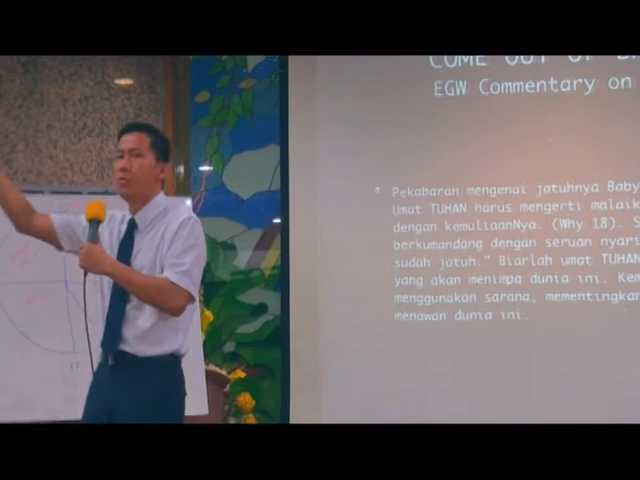 COME OUT OF
EGW Commentary on
Pekabaran mengenai jatuhnya Baby
Umat TUHAN harus mengerti malaik
dengan kemuliaanNya. (Why 18). S
berkumandang dengan seruan nyari
sudah jatuh." Biarlah umat TUHAN
yang akan menimpa dunia ini. Kem
menggunakan sarana, mementingkan
menawan dunia ini.